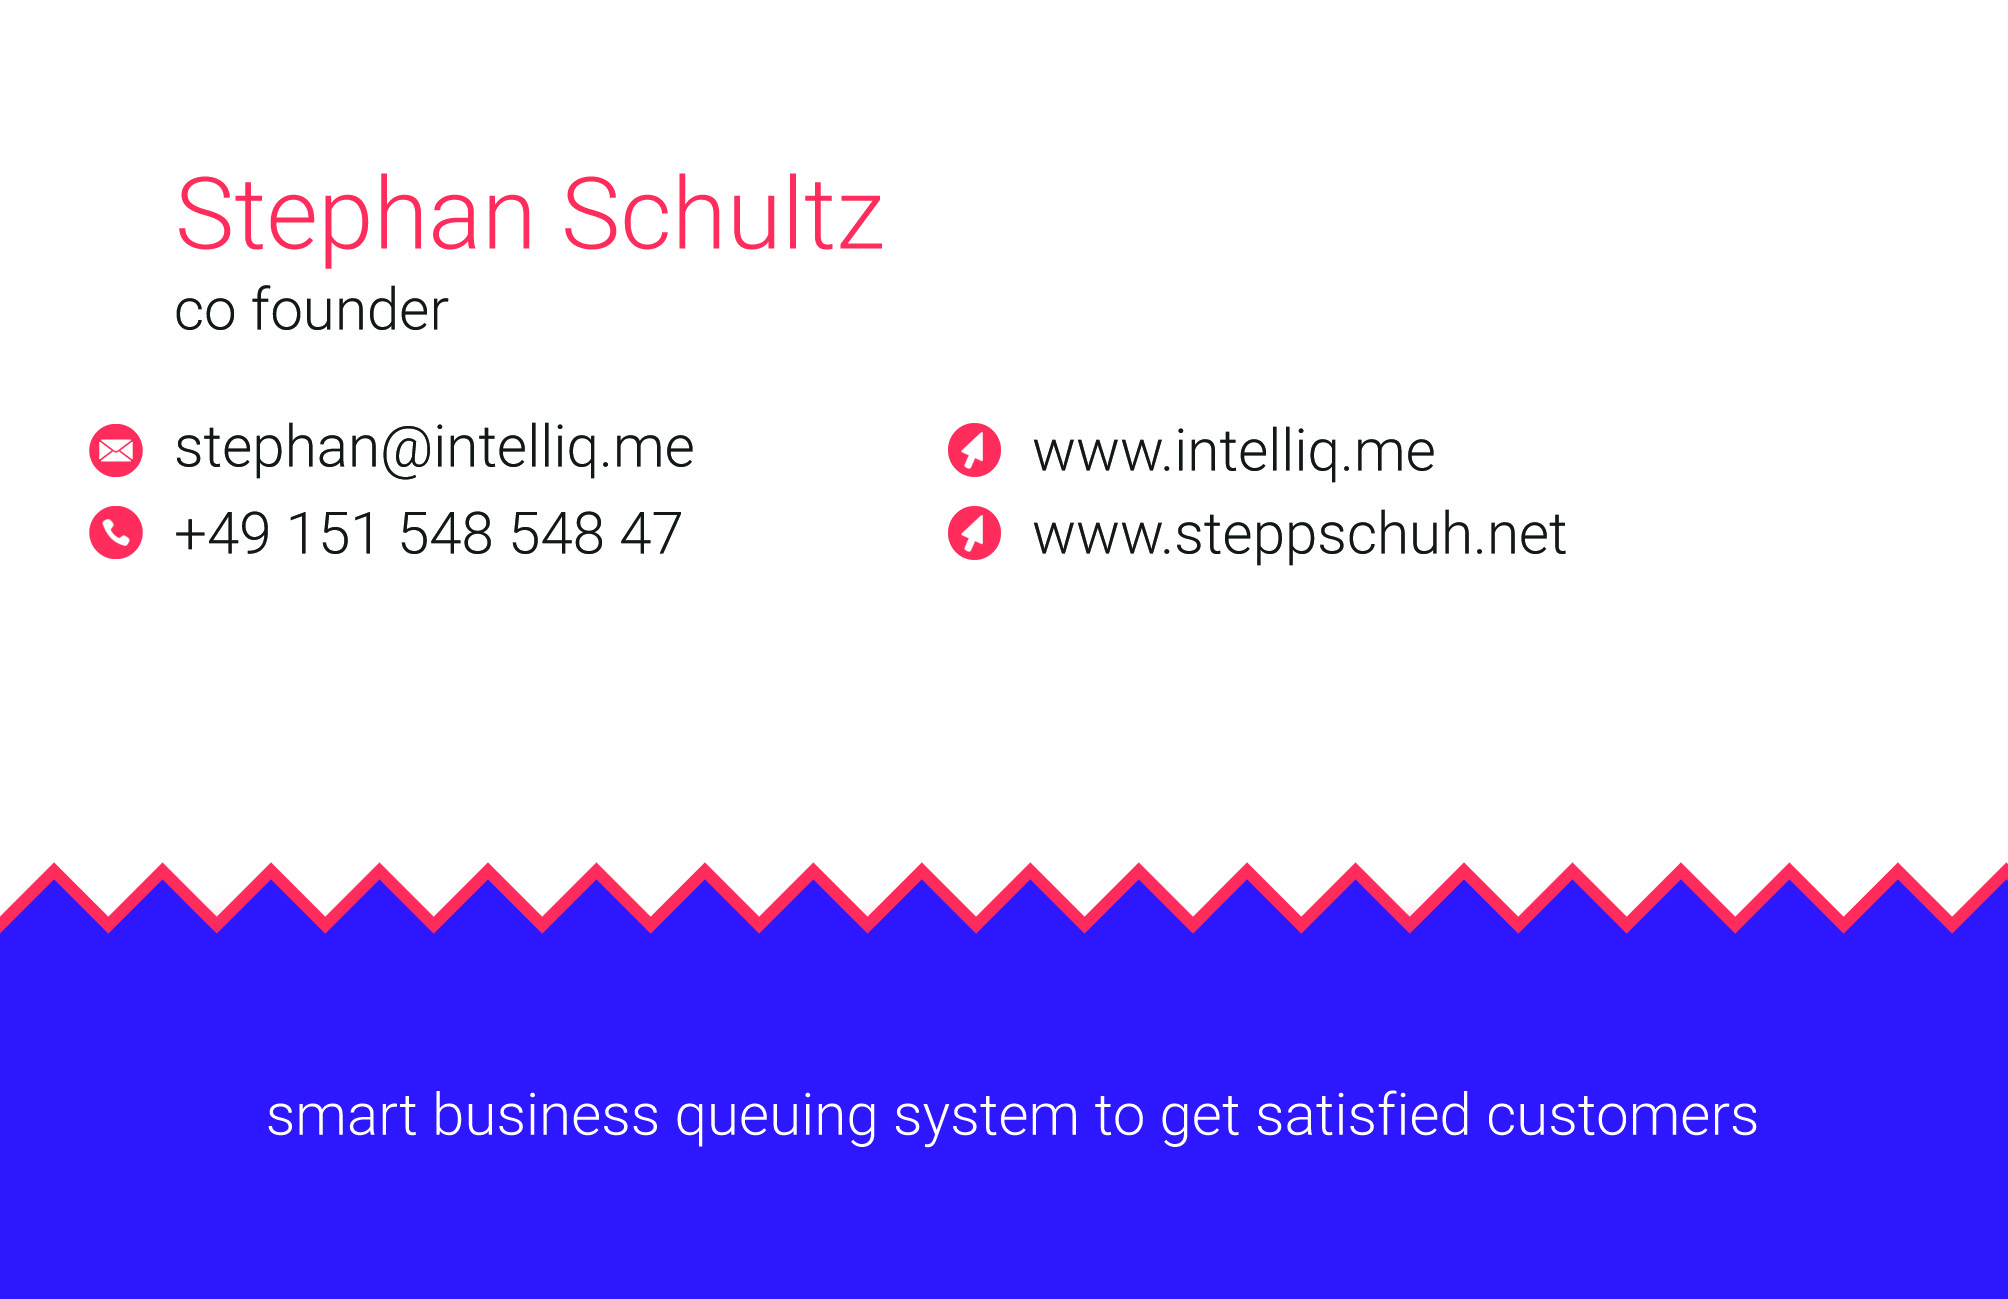 Stephan Schultz
co founder
stephan@intelliq.me
+49 151 548 548 47
www.intelliq.me
www.steppschuh.net
smart business queuing system to get satisfied customers